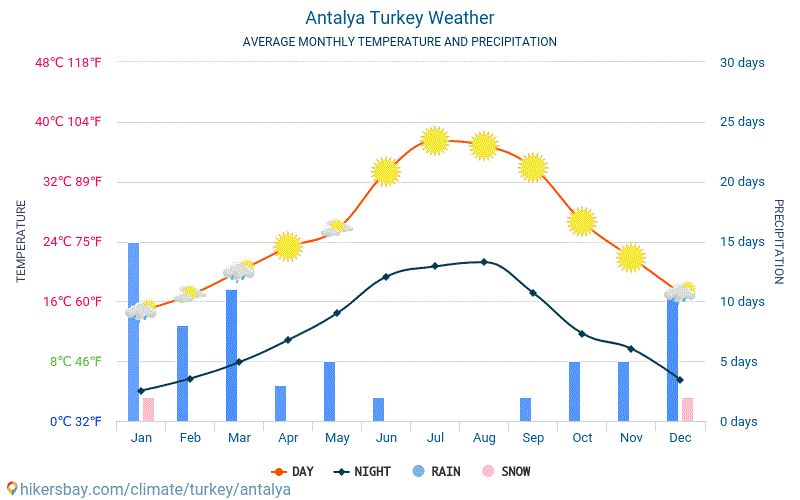 Antalya Turkey Weather
AVERAGE MONTHLY TEMPERATURE AND PRECIPITATION
48°C 118°F
30 days
40°C 104°F
25 days
32°C 89°F
20 days
24°C 75°F
15 days
16°C 60°F
10 days
8°C 46°F
5 days
0°C 32°F
0 days
TEMPERATURE
PRECIPITATION
Jan Feb Mar Apr May Jun Jul Aug Sep Oct Nov Dec
DAY NIGHT RAIN SNOW
hikersbay.com/climate/turkey/antalya